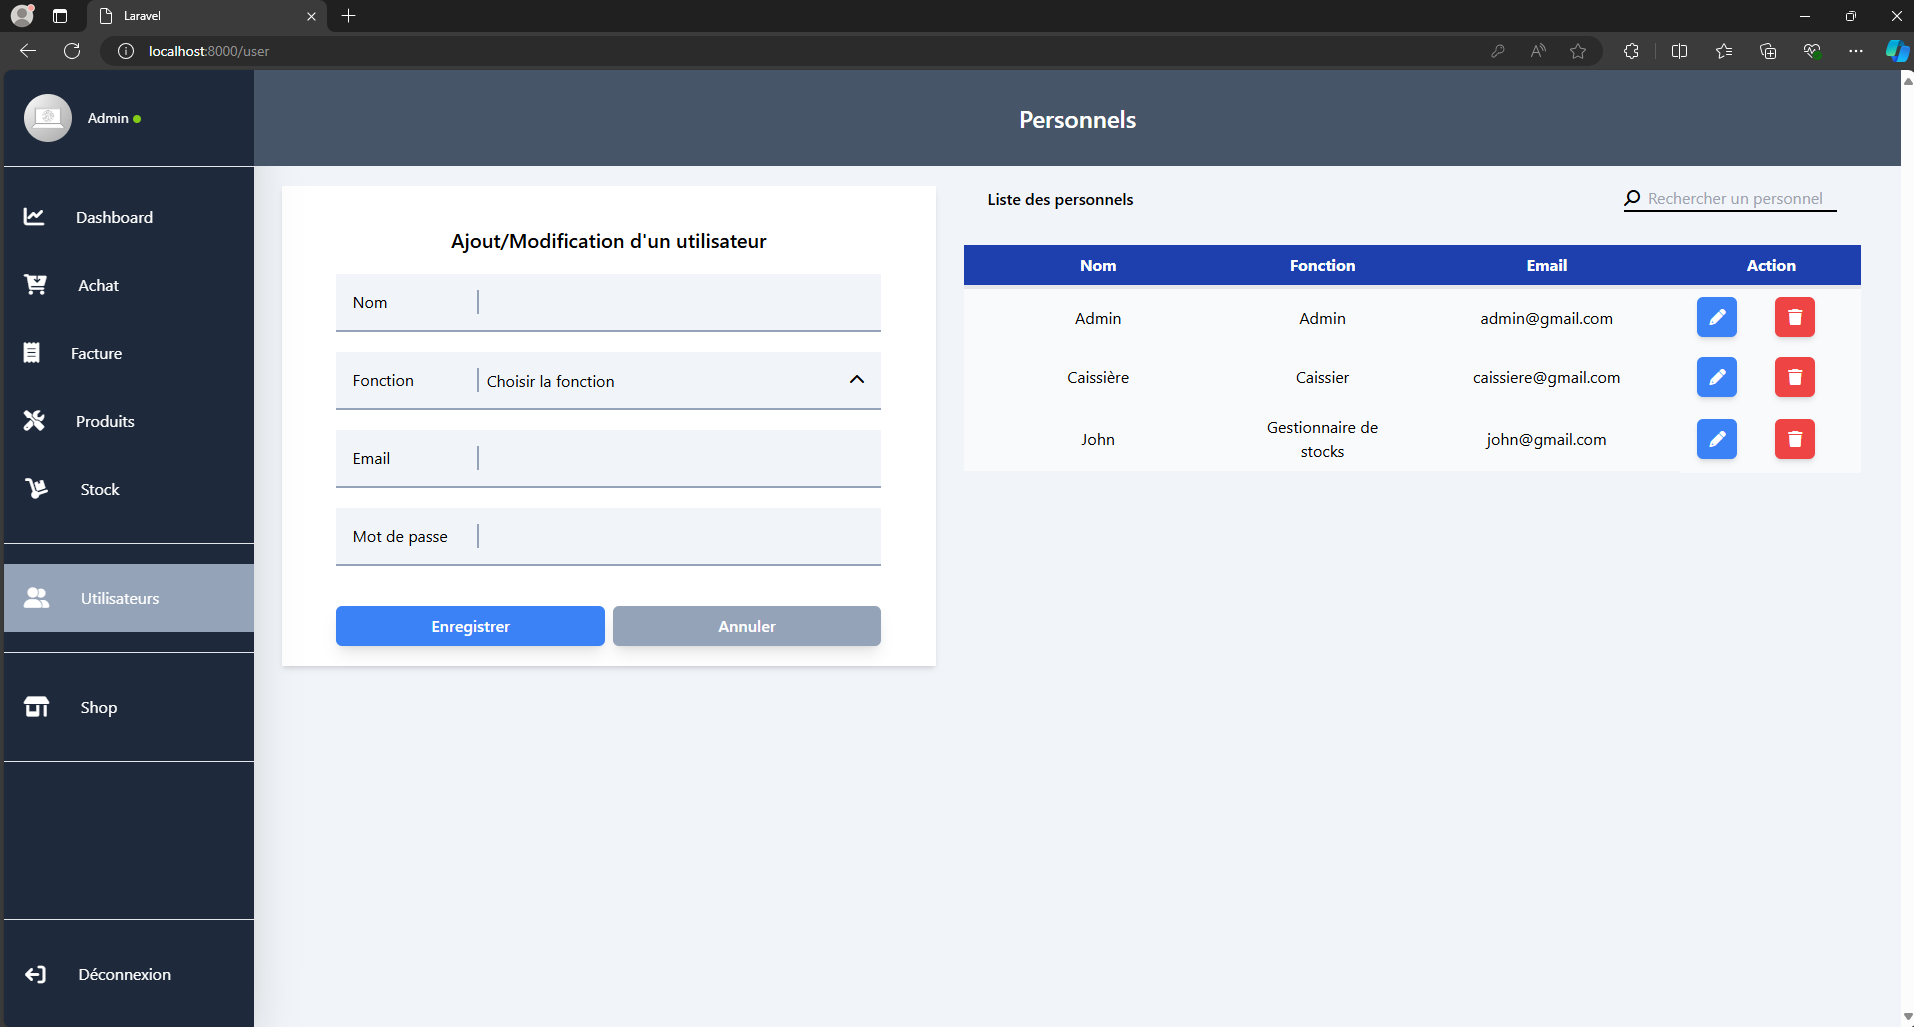 Laravel
localhost:8000/user
Admin
Personnels
Dashboard
Achat
Facture
Produits
Stock
Utilisateurs
Shop
Déconnexion
Ajout/Modification d'un utilisateur
Nom
Fonction
Choisir la fonction
Email
Mot de passe
Enregistrer
Annuler
Liste des personnels
Rechercher un personnel
Nom Fonction Email Action
Admin Admin admin@gmail.com
Caissière Caissier caissiere@gmail.com
John Gestionnaire de stocks john@gmail.com